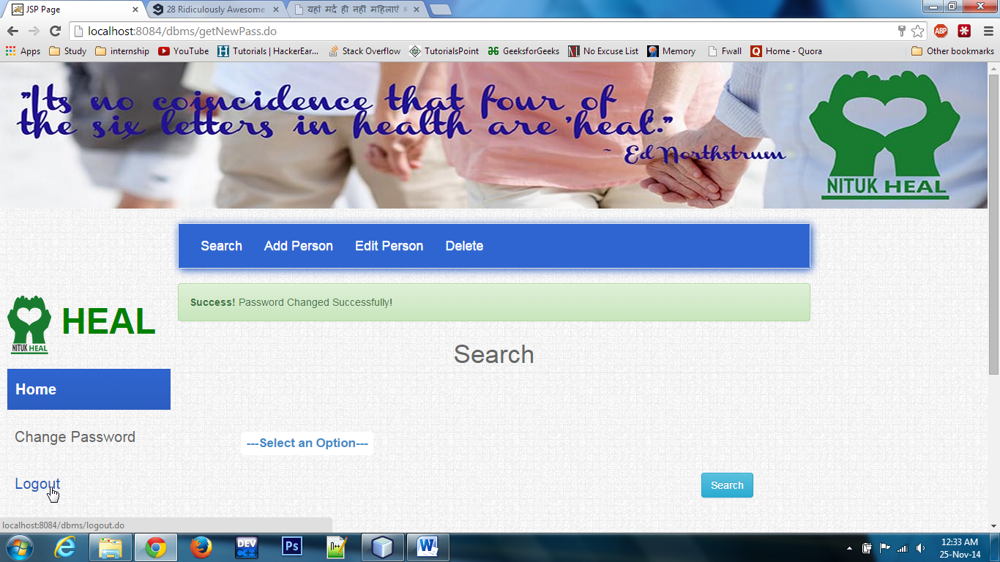 JSP Page
28 Ridiculously Awesome
यहां मर्द ही नहीं महिलाएं
localhost:8084/dbms/getNewPass.do
ABP
Apps
Study
internship
YouTube
Tutorials | HackerEar...
Stack Overflow
TutorialsPoint
GeeksforGeeks
No Excuse List
Memory
Fwall
Home - Quora
Other bookmarks
"Its no coincidence that four of
the six letters in health are 'heal'."
~ Ed Northstrum
NITUK HEAL
Search
Add Person
Edit Person
Delete
Success! Password Changed Successfully!
NITUK HEAL
HEAL
Search
Home
Change Password
---Select an Option---
Logout
Search
localhost:8084/dbms/logout.do
DEV
C++
Ps
12:33 AM
25-Nov-14